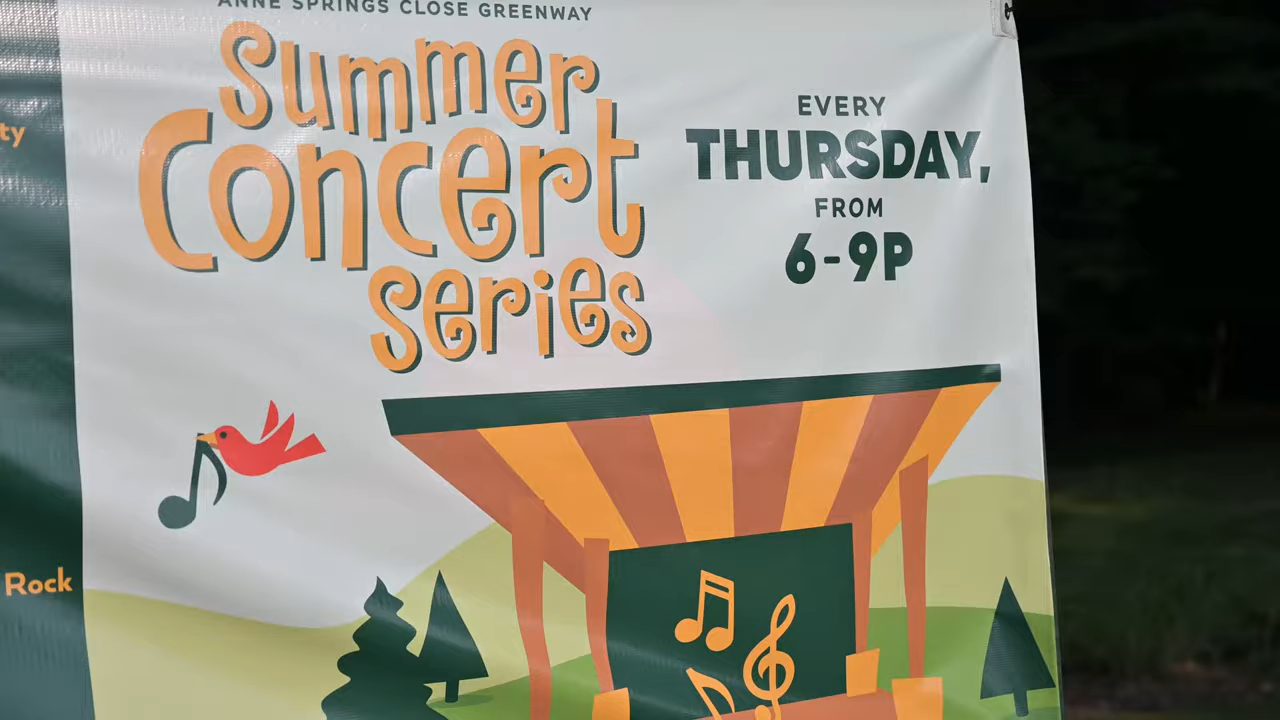 ANNE SPRINGS CLOSE GREENWAY
Summer
Concert
series
EVERY
THURSDAY,
FROM
6-9P
ty
Rock